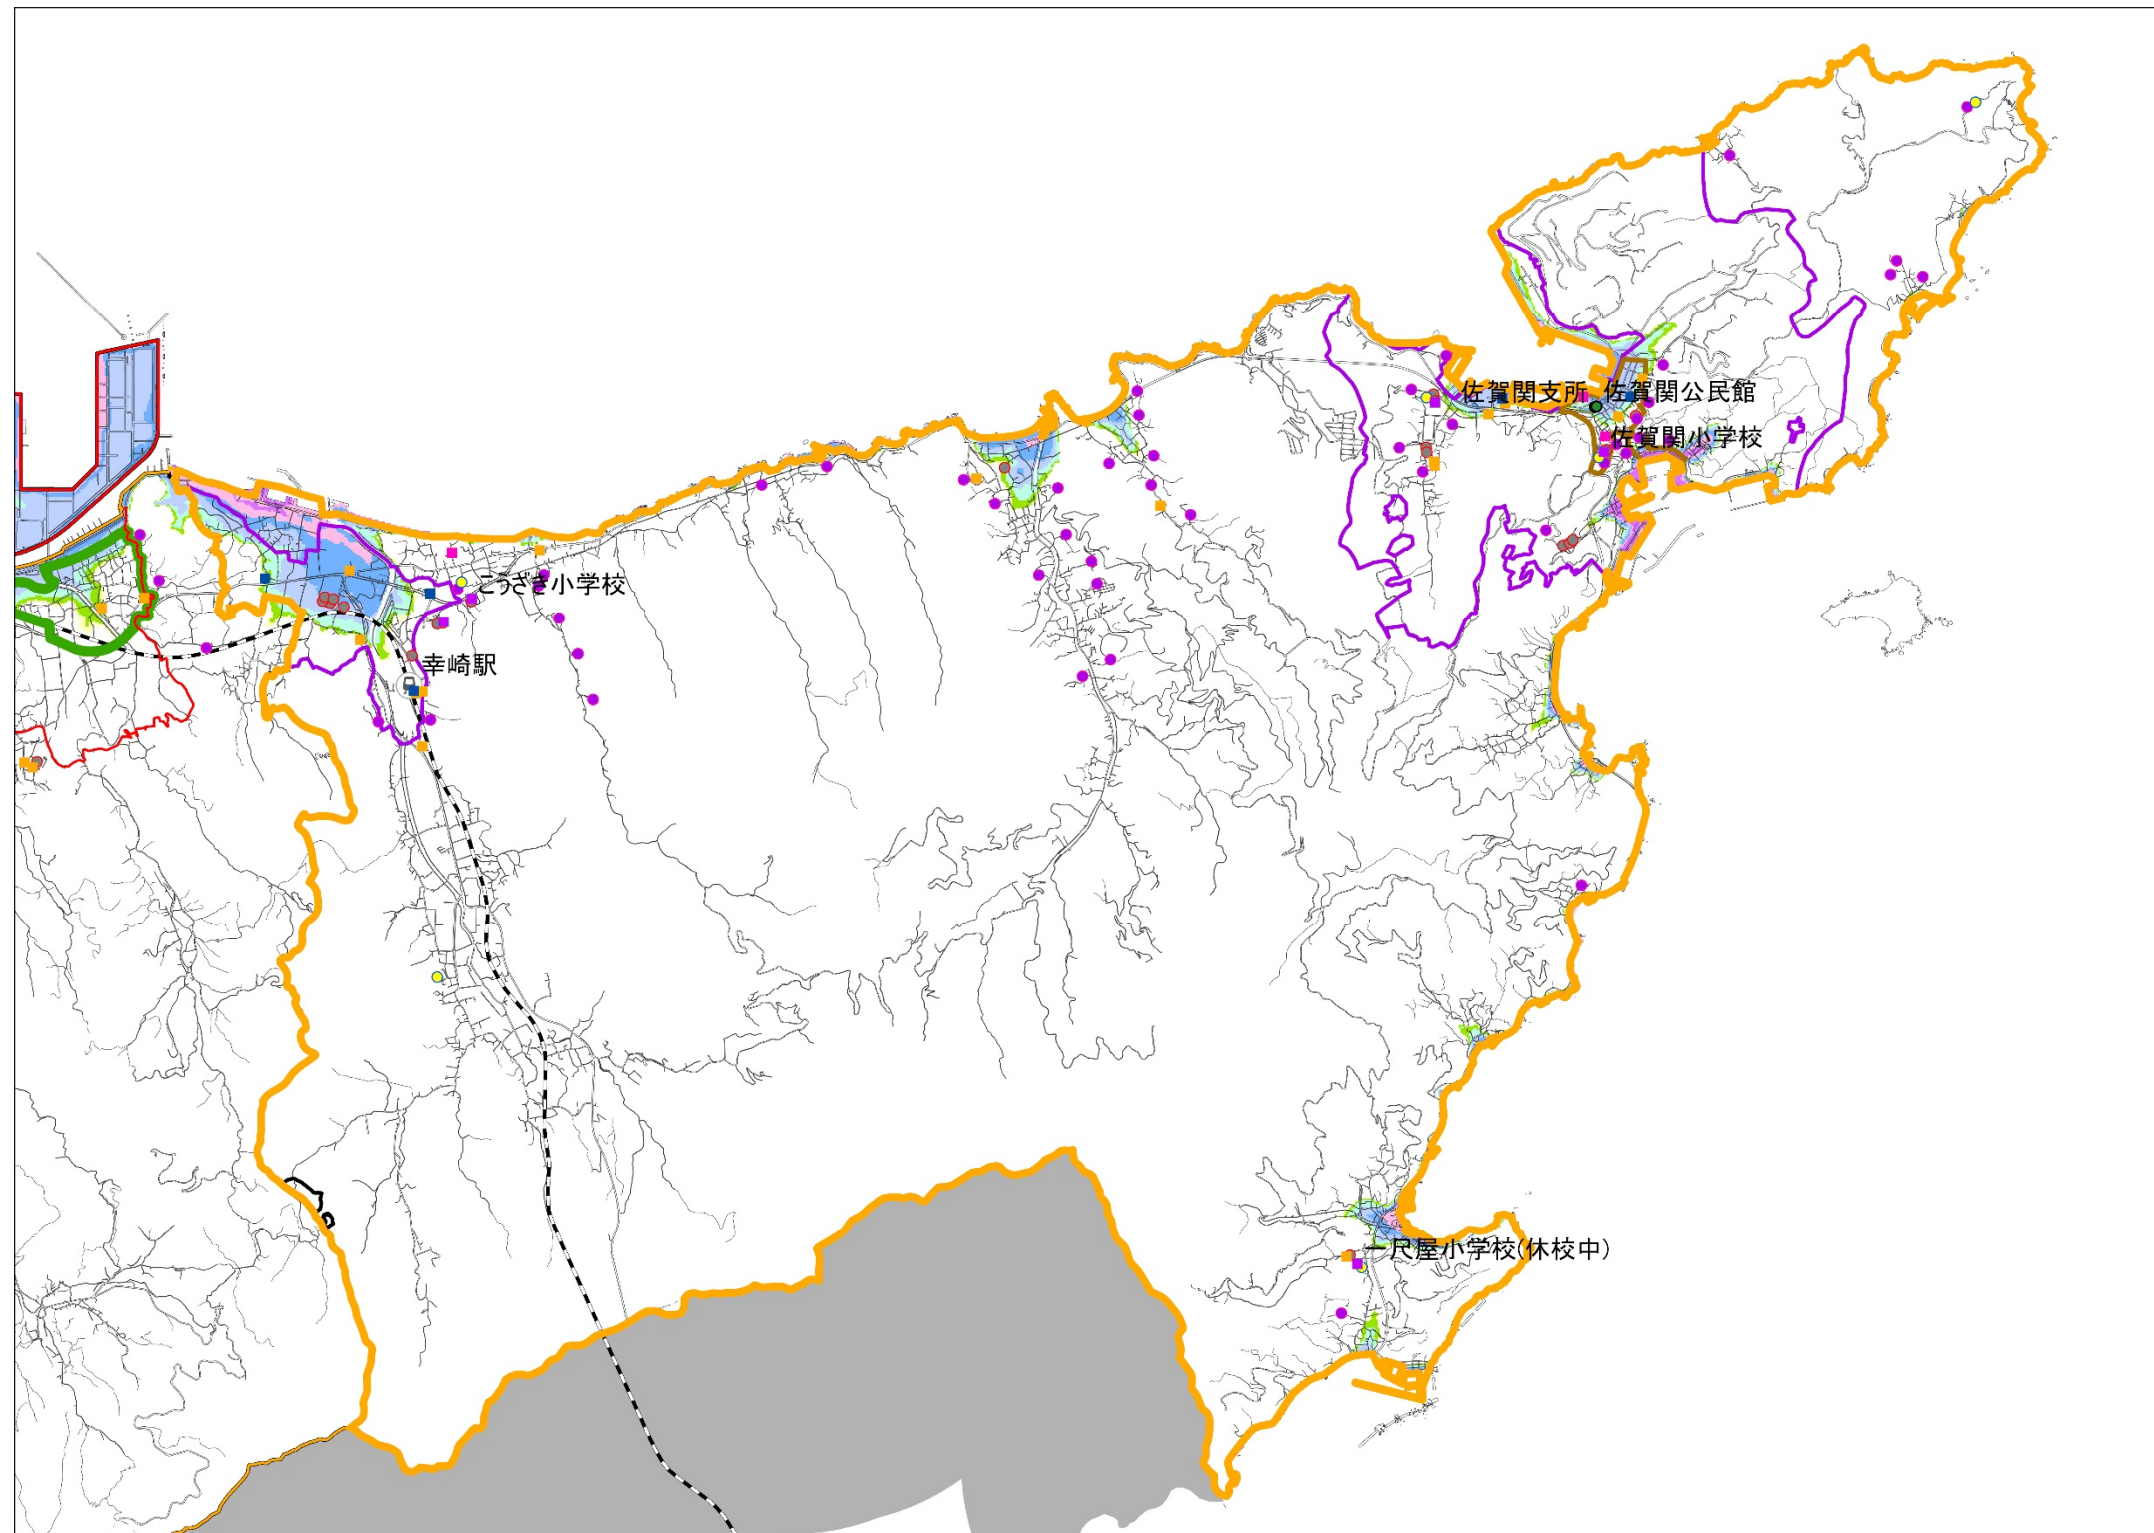 佐賀関支所
佐賀関公民館
佐賀関小学校
こうざき小学校
幸崎駅
一尺屋小学校(休校中)